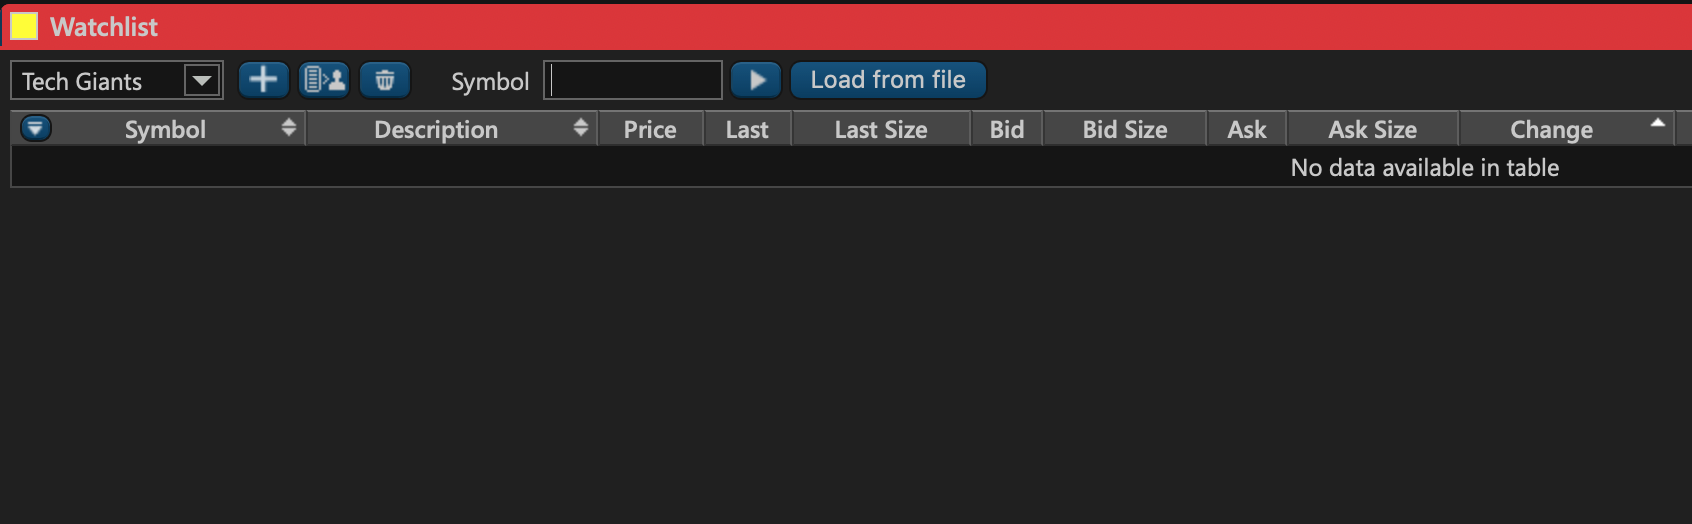 Watchlist
Tech Giants Symbol Load from file
Symbol Description Price Last Last Size Bid Bid Size Ask Ask Size Change
No data available in table